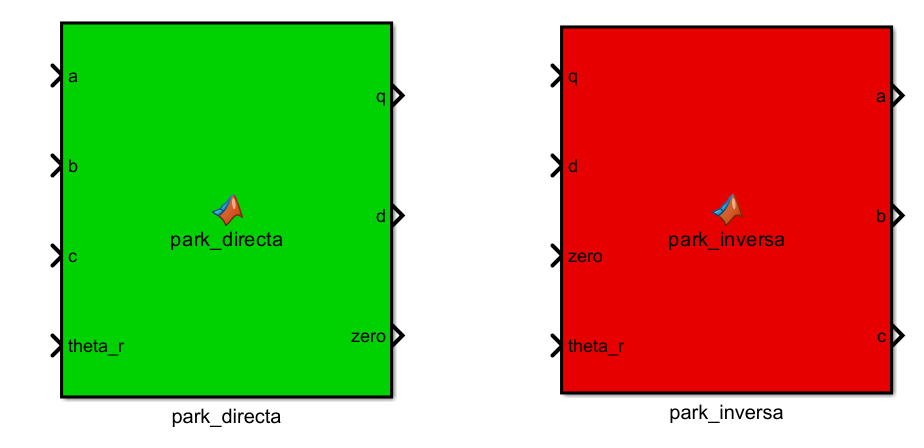 a
b
c
theta_r
park_directa
q
d
zero
park_directa
q
d
zero
theta_r
park_inversa
a
b
c
park_inversa